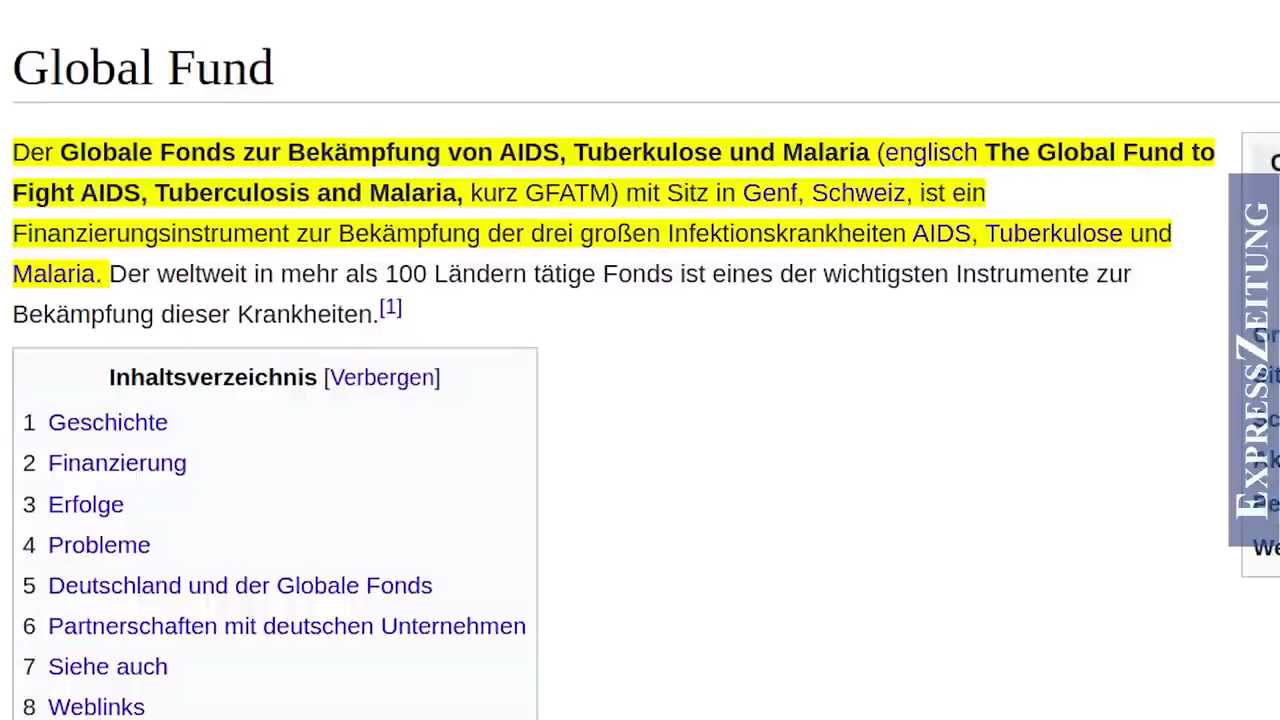 Global Fund
Der Globale Fonds zur Bekämpfung von AIDS, Tuberkulose und Malaria (englisch The Global Fund to
Fight AIDS, Tuberculosis and Malaria, kurz GFATM) mit Sitz in Genf, Schweiz, ist ein
Finanzierungsinstrument zur Bekämpfung der drei großen Infektionskrankheiten AIDS, Tuberkulose und
Malaria. Der weltweit in mehr als 100 Ländern tätige Fonds ist eines der wichtigsten Instrumente zur
Bekämpfung dieser Krankheiten.[1]
Inhaltsverzeichnis [Verbergen]
1 Geschichte
2 Finanzierung
3 Erfolge
4 Probleme
5 Deutschland und der Globale Fonds
6 Partnerschaften mit deutschen Unternehmen
7 Siehe auch
8 Weblinks
EXPRESSZEITUNG